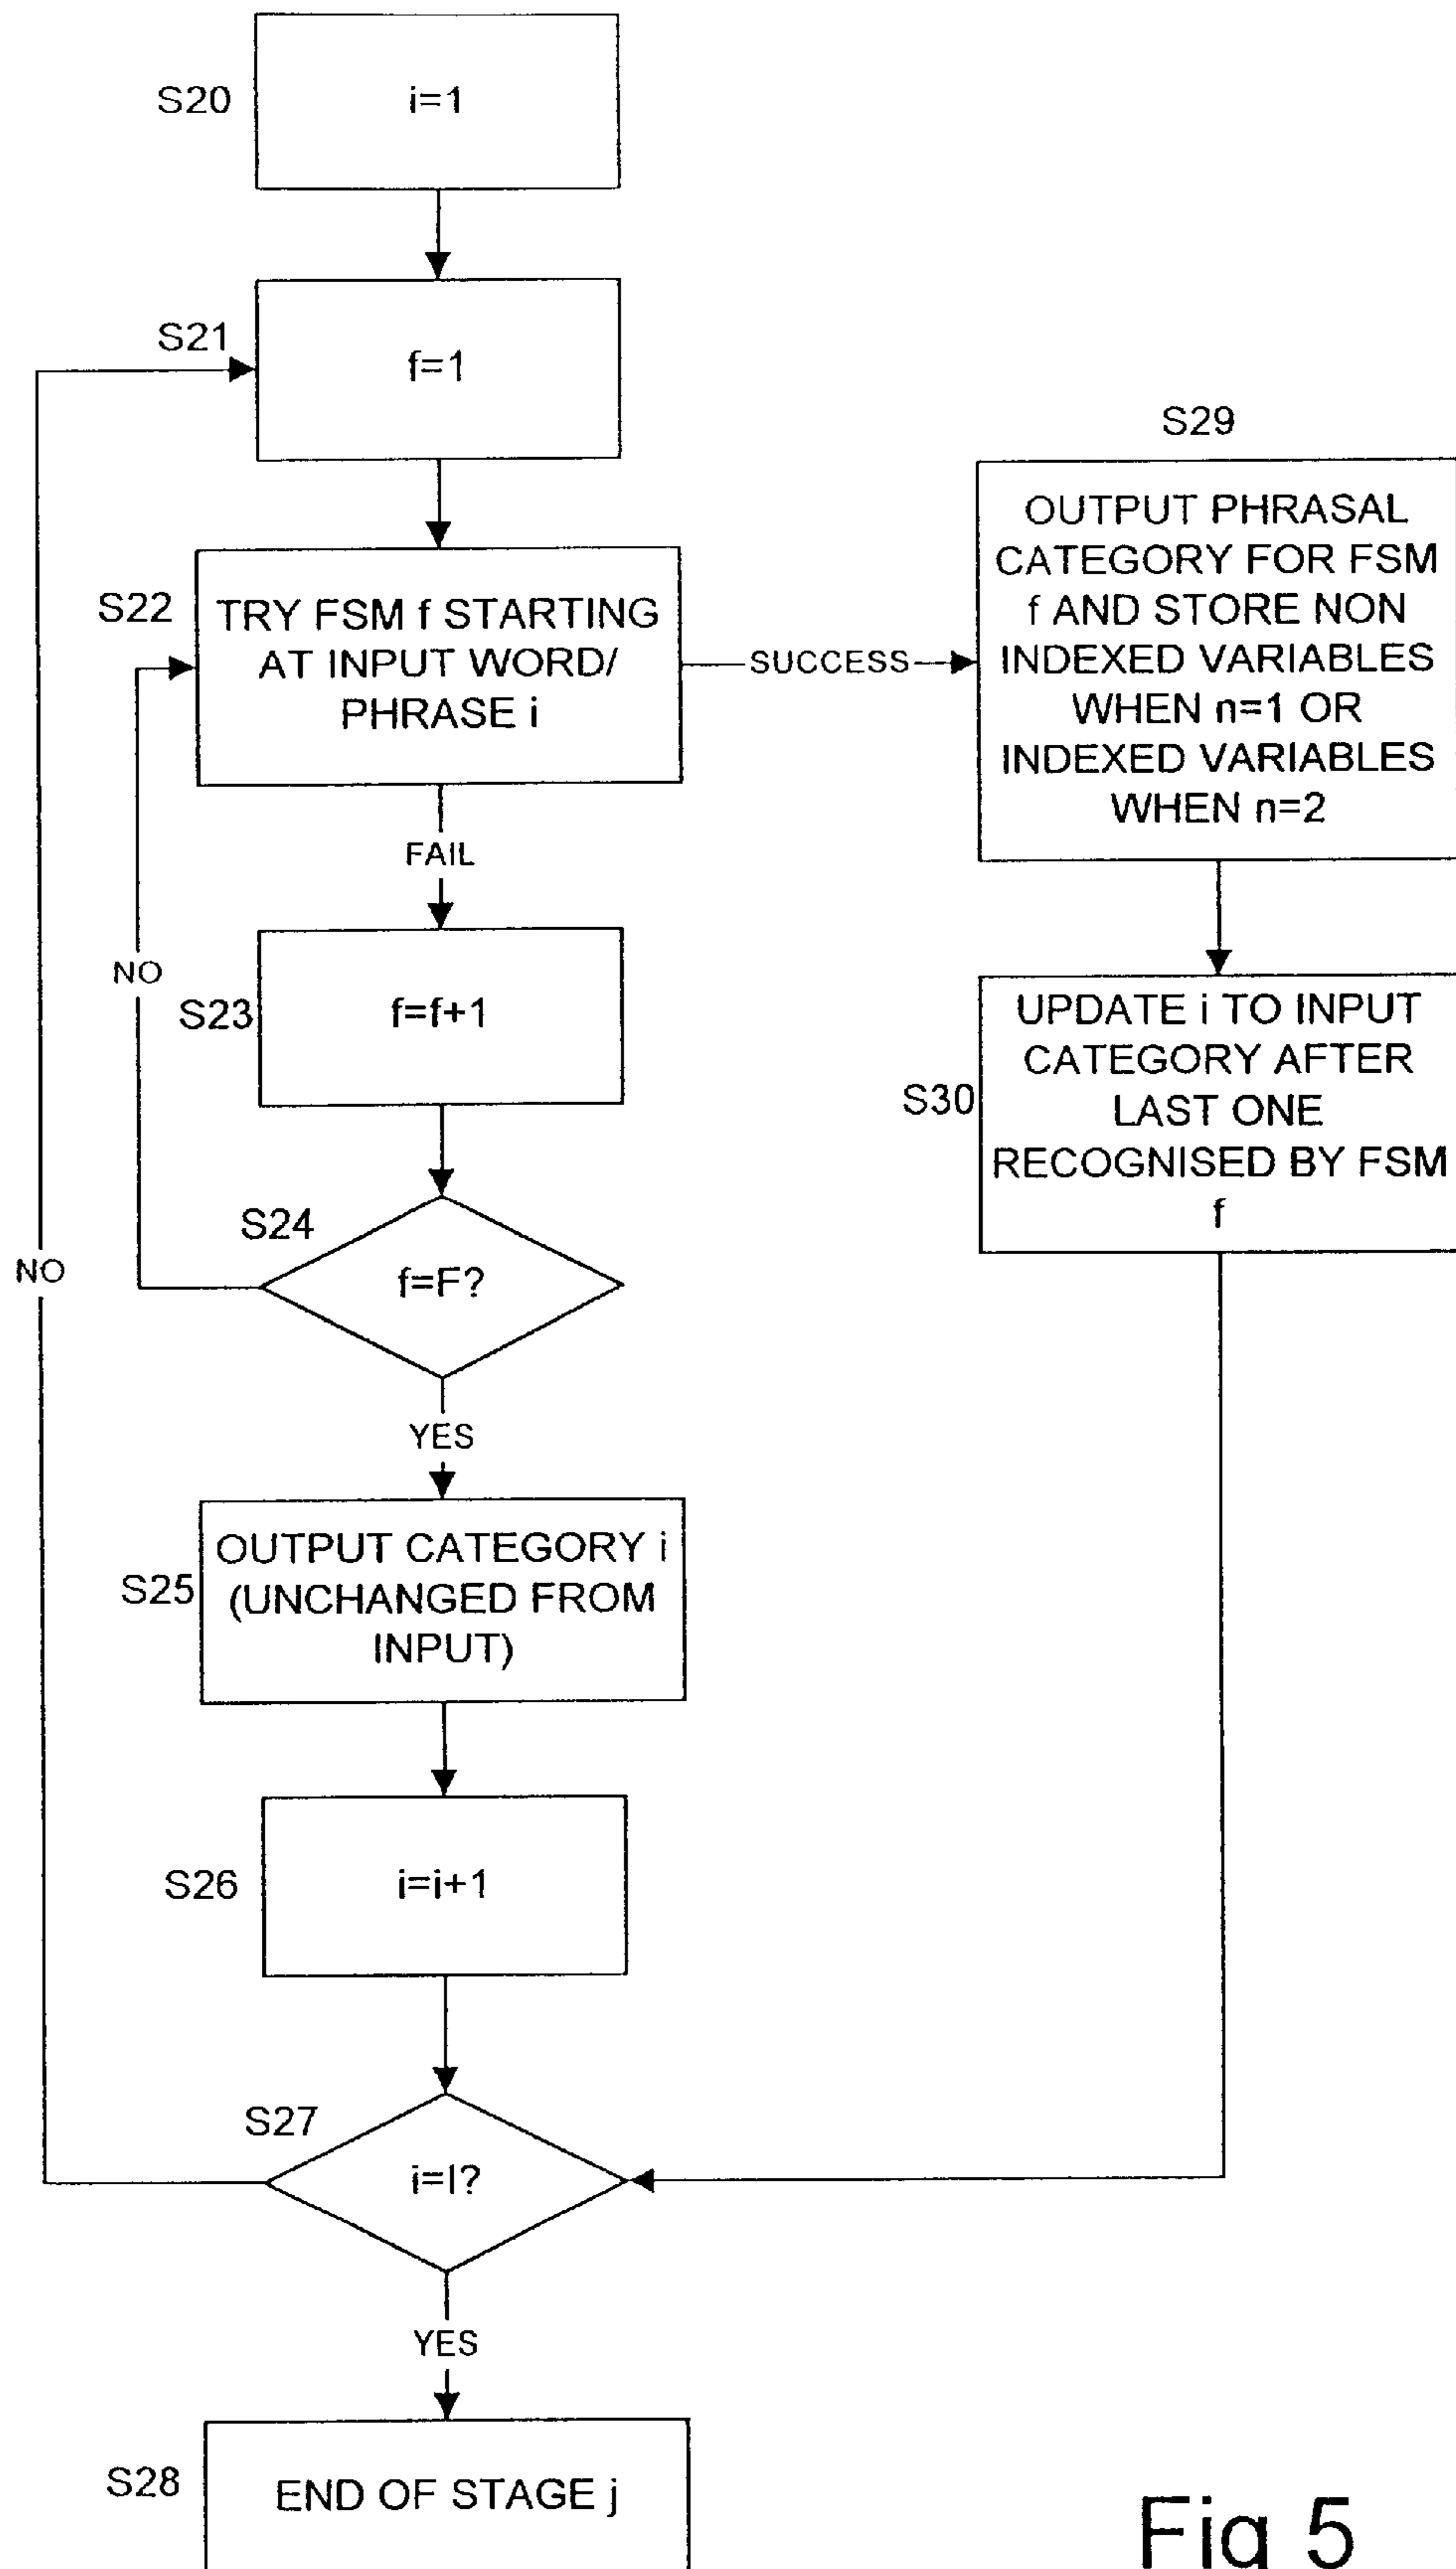 S20
i=1
S21
f=1
S22
TRY FSM f STARTING
AT INPUT WORD/
PHRASE i
SUCCESS
FAIL
NO
S23
f=f+1
S24
f=F?
NO
YES
S25
OUTPUT CATEGORY i
(UNCHANGED FROM
INPUT)
S26
i=i+1
S27
i=I?
YES
S28
END OF STAGE j
S29
OUTPUT PHRASAL
CATEGORY FOR FSM
f AND STORE NON
INDEXED VARIABLES
WHEN n=1 OR
INDEXED VARIABLES
WHEN n=2
S30
UPDATE i TO INPUT
CATEGORY AFTER
LAST ONE
RECOGNISED BY FSM
f
Fig 5